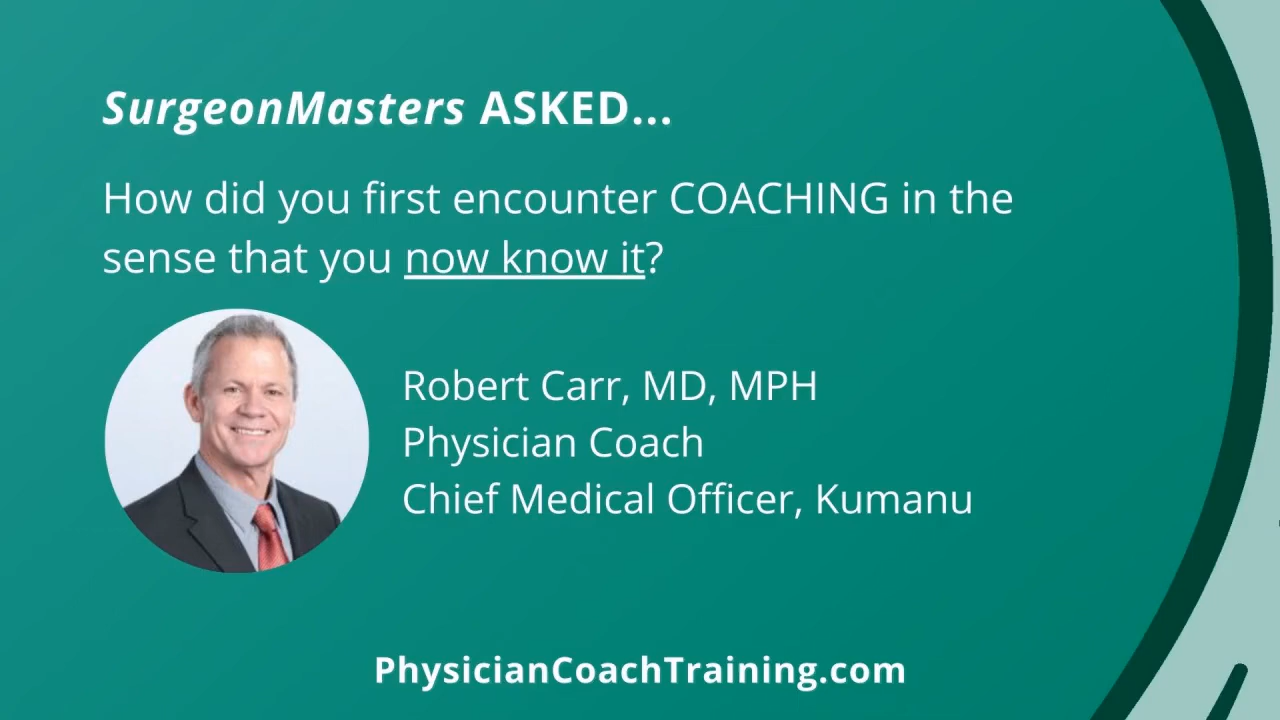 SurgeonMasters ASKED...
How did you first encounter COACHING in the
sense that you now know it?
Robert Carr, MD, MPH
Physician Coach
Chief Medical Officer, Kumanu
PhysicianCoachTraining.com